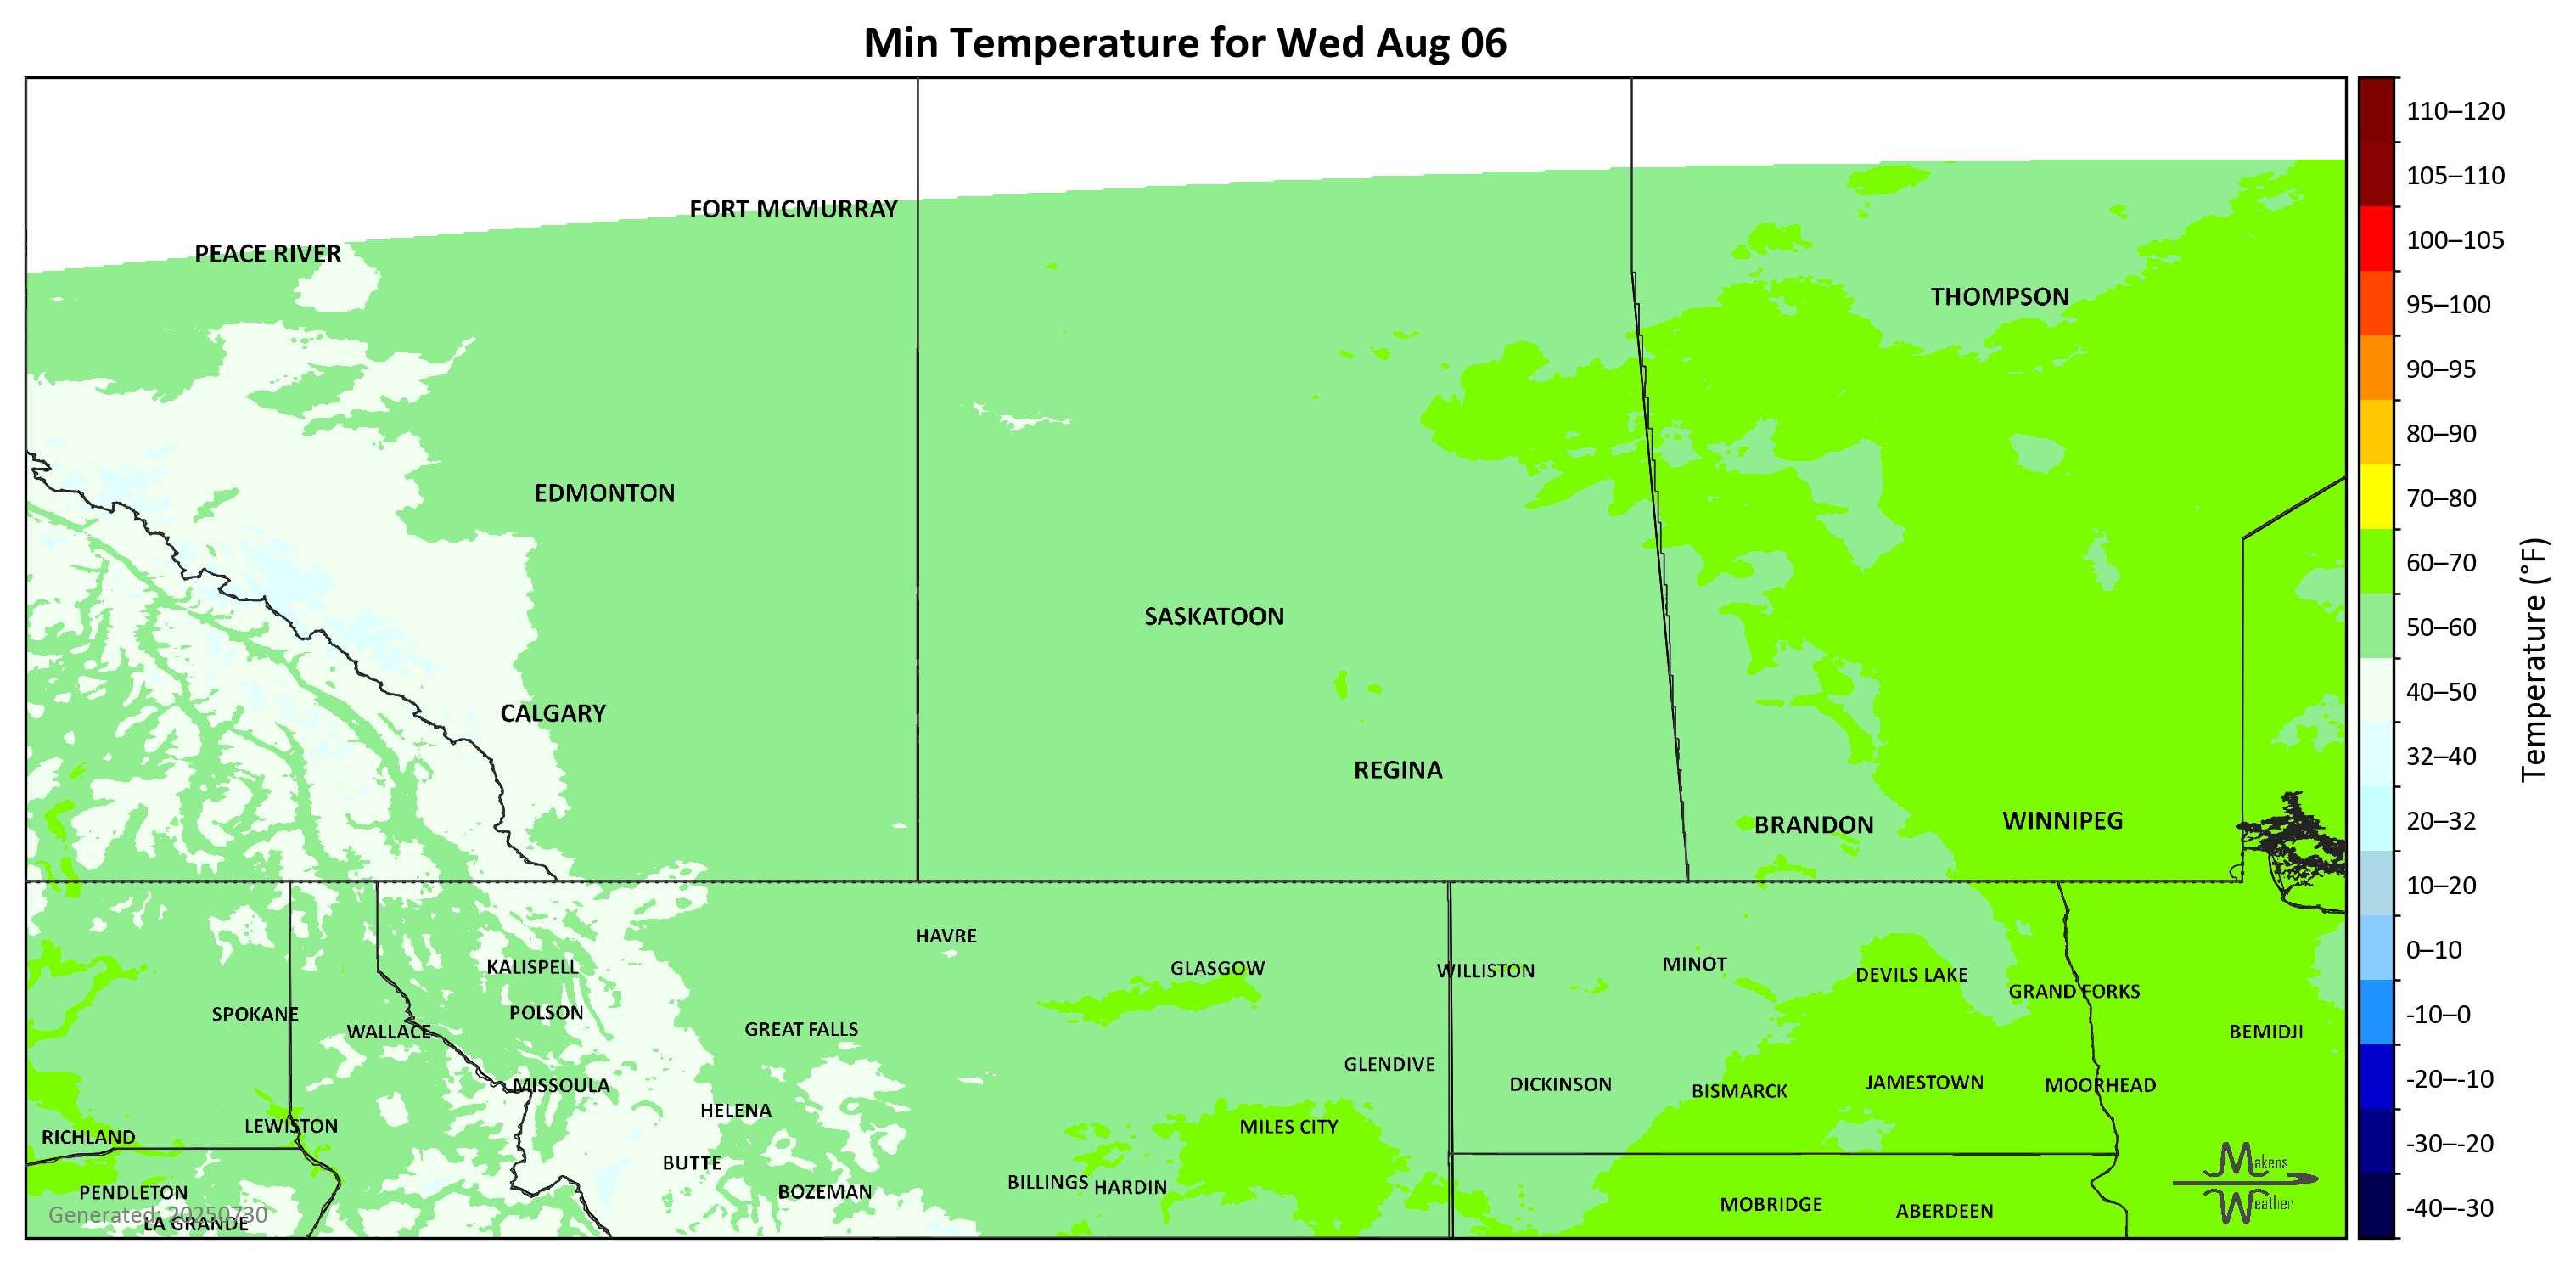 Min Temperature for Wed Aug 06
FORT MCMURRAY
PEACE RIVER
THOMPSON
EDMONTON
SASKATOON
CALGARY
REGINA
WINNIPEG
BRANDON
HAVRE
KALISPELL
GLASGOW
WILLISTON
MINOT
DEVILS LAKE
GRAND FORKS
SPOKANE
POLSON
WALLACE
GREAT FALLS
BEMIDJI
GLENDIVE
MISSOULA
DICKINSON
BISMARCK
JAMESTOWN
MOORHEAD
HELENA
LEWISTON
RICHLAND
MILES CITY
BUTTE
BILLINGS
HARDIN
BOZEMAN
PENDLETON
MOBRIDGE
ABERDEEN
Generated: 20250730
LA GRANDE
Makens
Weather
110–120
105–110
100–105
95–100
90–95
80–90
70–80
60–70
50–60
40–50
32–40
20–32
10–20
0–10
-10–0
-20–-10
-30–-20
-40–-30
Temperature (°F)